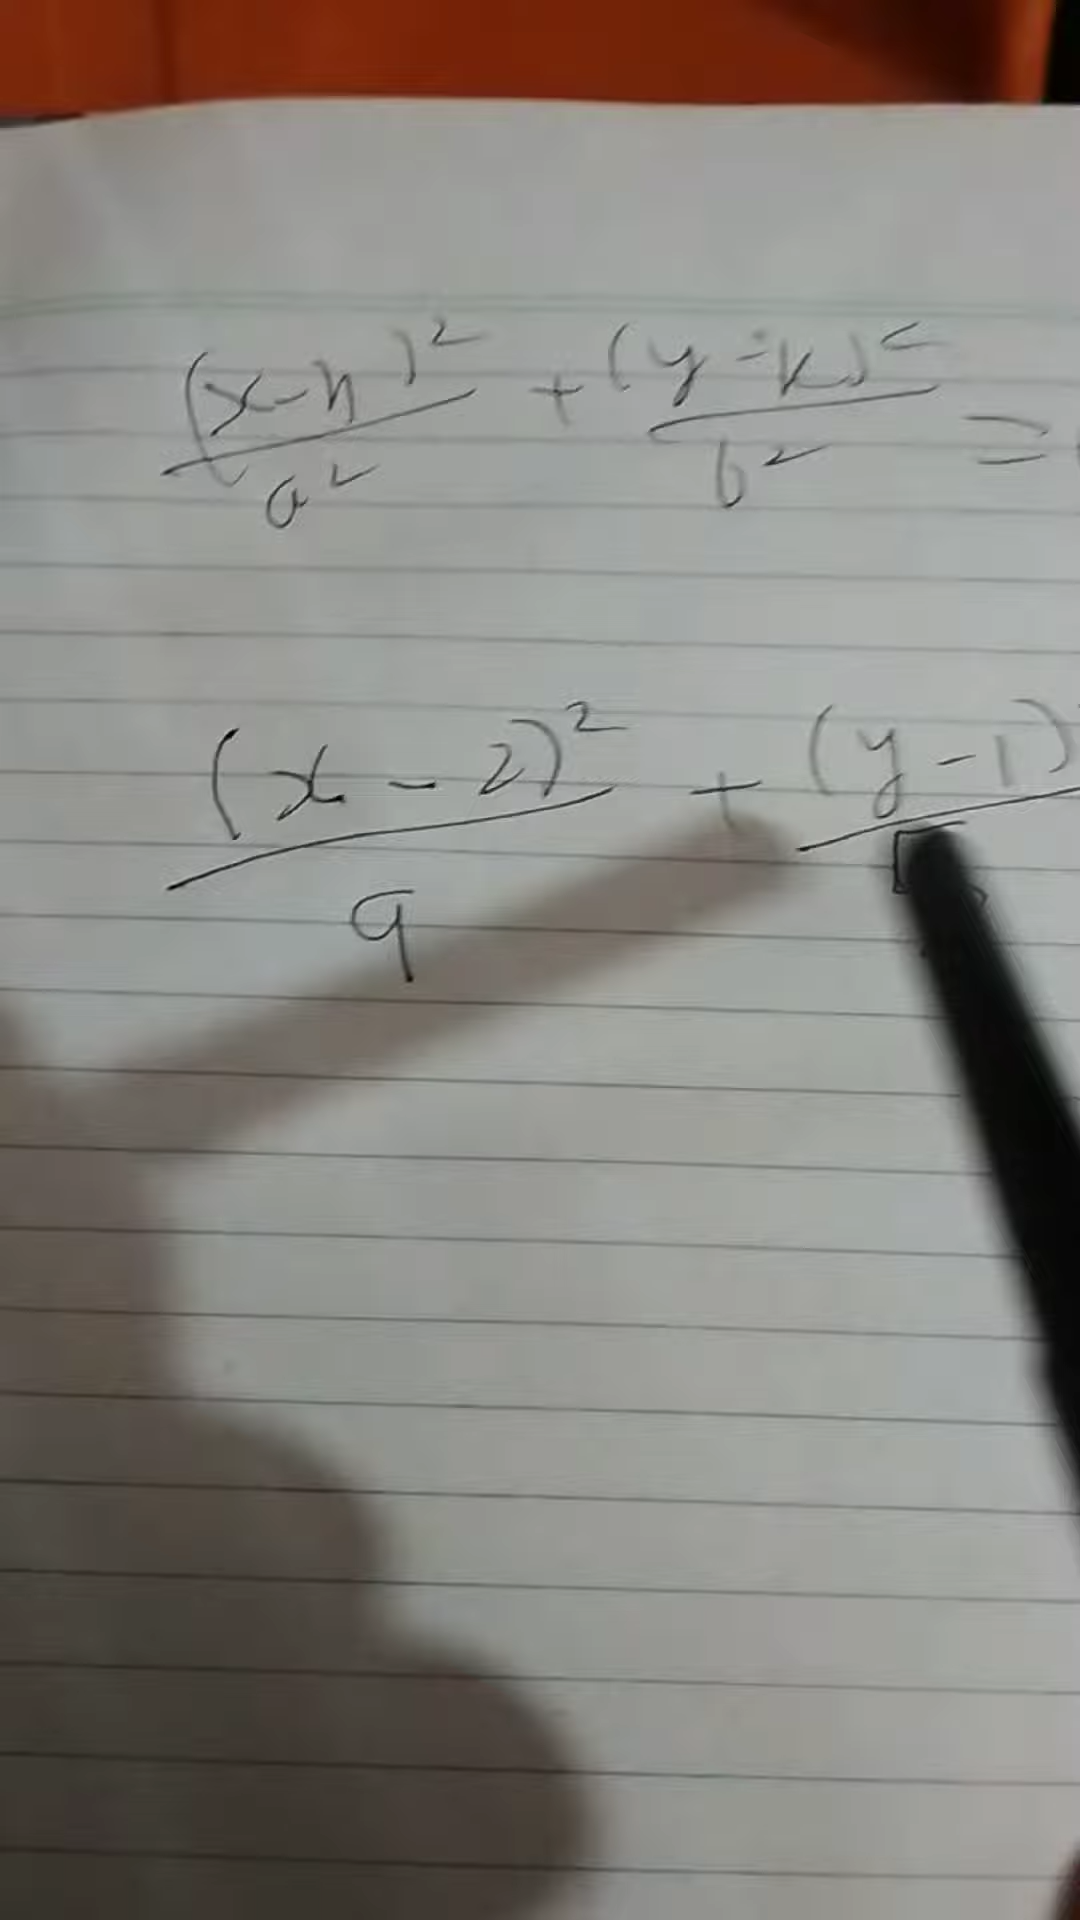 (x-h)²/a² + (y-k)²/b² =
(x-2)²/9 + (y-1)